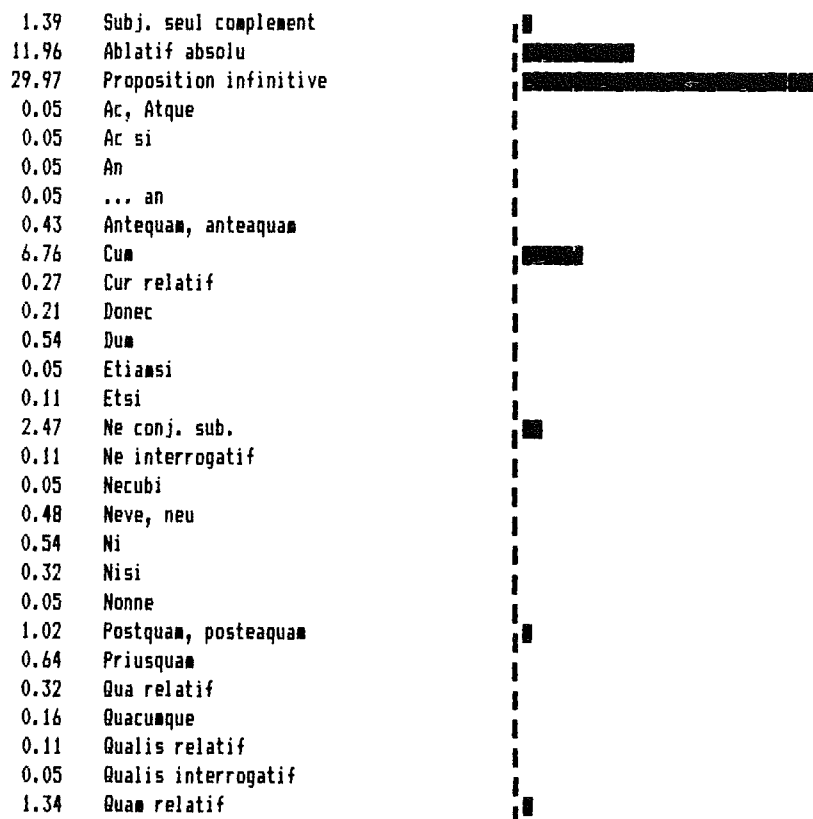 1.39 Subj. seul complement
11.96 Ablatif absolu
29.97 Proposition infinitive
0.05 Ac, Atque
0.05 Ac si
0.05 An
0.05 ... an
0.43 Antequam, anteaquam
6.76 Cum
0.27 Cur relatif
0.21 Donec
0.54 Dum
0.05 Etiamsi
0.11 Etsi
2.47 Ne conj. sub.
0.11 Ne interrogatif
0.05 Necubi
0.48 Neve, neu
0.54 Ni
0.32 Nisi
0.05 Nonne
1.02 Postquam, posteaquam
0.64 Priusquam
0.32 Qua relatif
0.16 Quacumque
0.11 Qualis relatif
0.05 Qualis interrogatif
1.34 Quam relatif